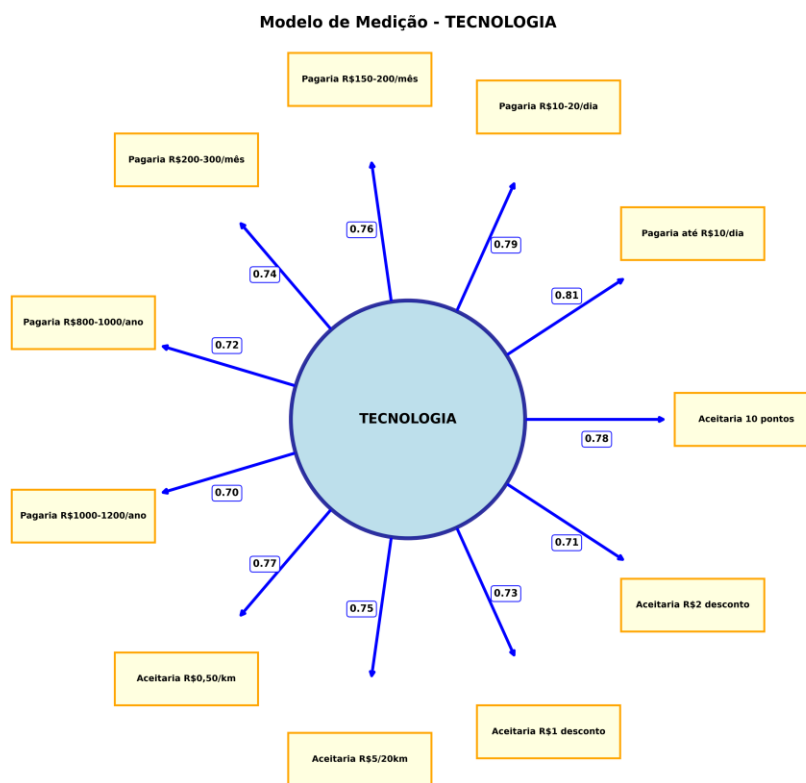 Modelo de Medição - TECNOLOGIA
Pagaria R$150-200/mês
Pagaria R$10-20/dia
Pagaria R$200-300/mês
0.76
0.79
Pagaria até R$10/dia
0.74
0.81
Pagaria R$800-1000/ano
0.72
TECNOLOGIA
Aceitaria 10 pontos
0.78
Pagaria R$1000-1200/ano
0.70
0.71
0.77
0.75
0.73
Aceitaria R$2 desconto
Aceitaria R$0,50/km
Aceitaria R$1 desconto
Aceitaria R$5/20km